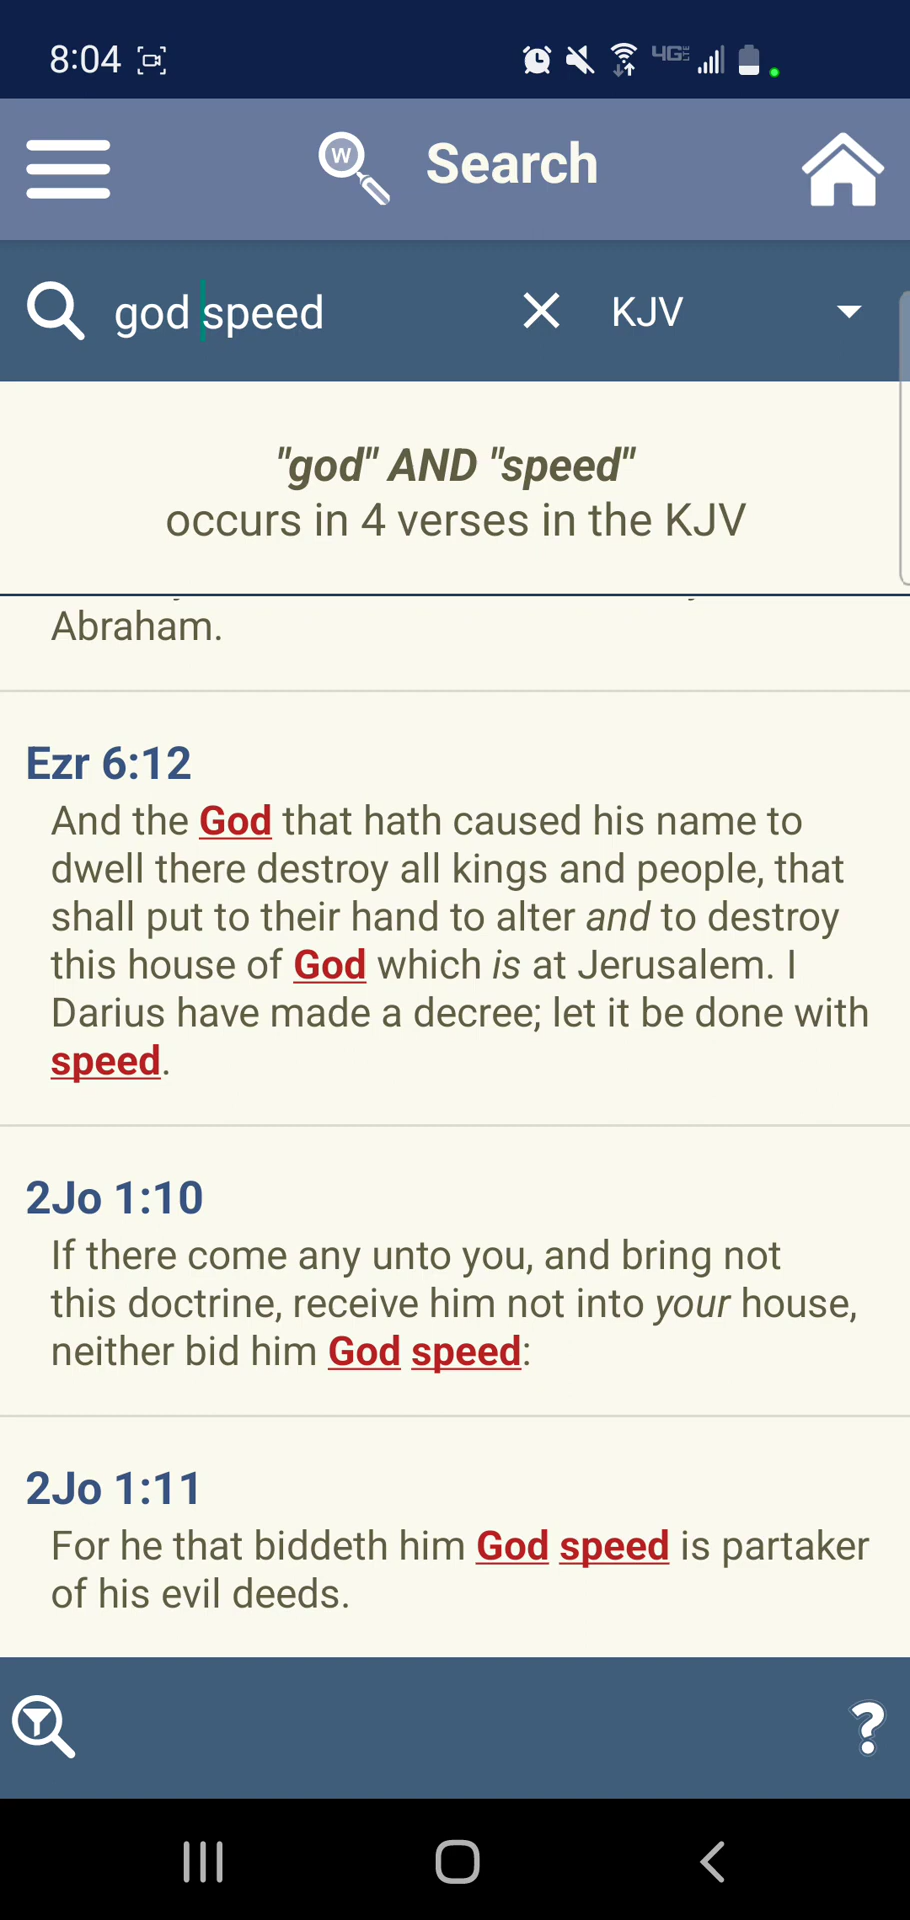 8:04
4GE
W
Search
god speed
KJV
"god" AND "speed"
occurs in 4 verses in the KJV
Abraham.
Ezr 6:12
And the God that hath caused his name to
dwell there destroy all kings and people, that
shall put to their hand to alter and to destroy
this house of God which is at Jerusalem. I
Darius have made a decree; let it be done with
speed.
2Jo 1:10
If there come any unto you, and bring not
this doctrine, receive him not into your house,
neither bid him God speed:
2Jo 1:11
For he that biddeth him God speed is partaker
of his evil deeds.
?